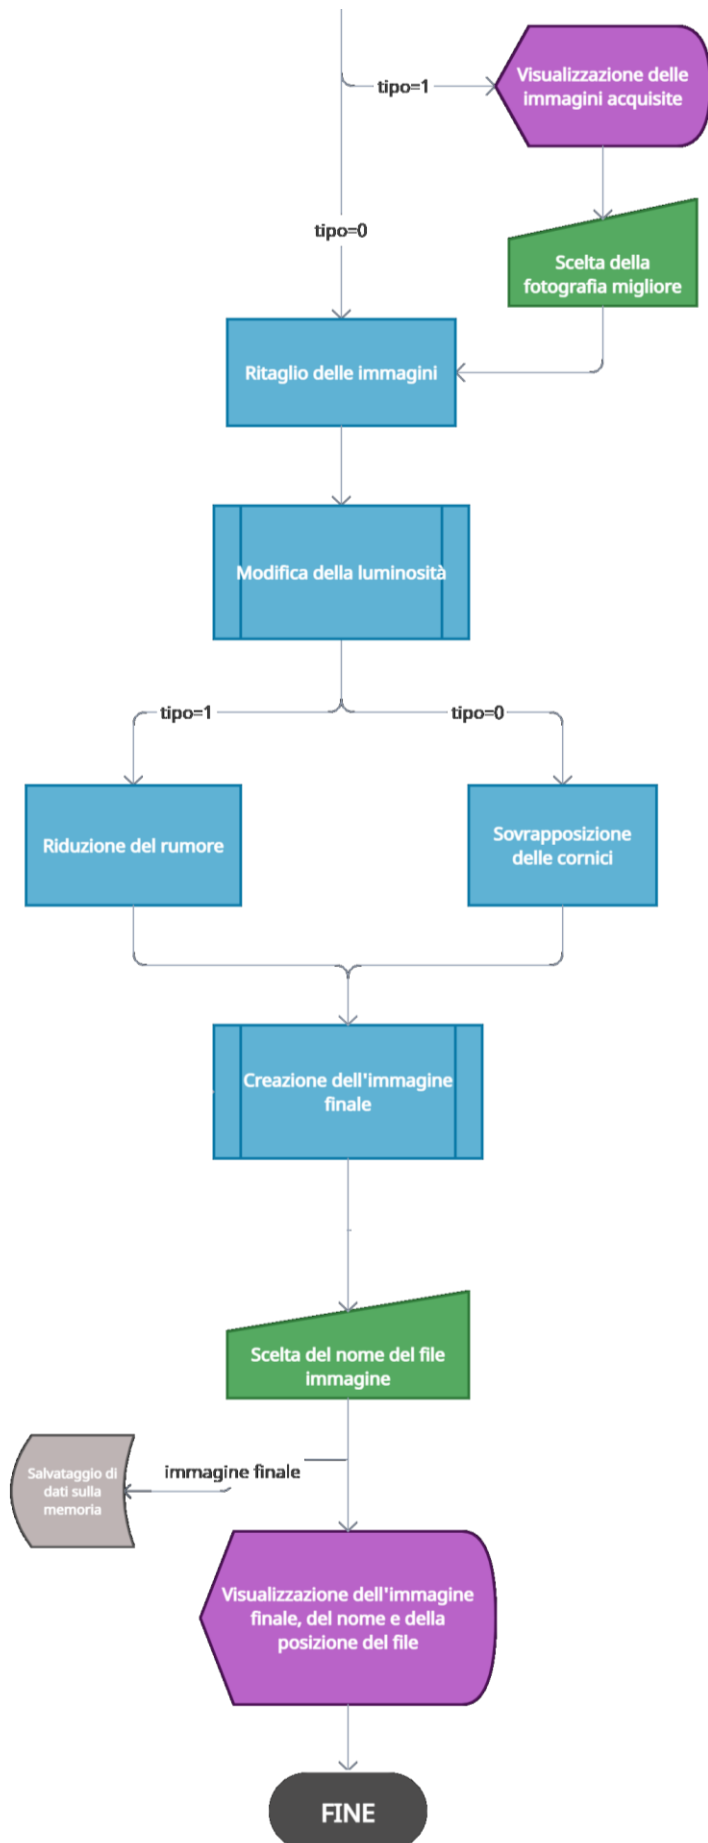 tipo=1
Visualizzazione delle
immagini acquisite
tipo=0
Scelta della
fotografia migliore
Ritaglio delle immagini
Modifica della luminosità
tipo=1
tipo=0
Riduzione del rumore
Sovrapposizione
delle cornici
Creazione dell'immagine
finale
Scelta del nome del file
immagine
immagine finale
Salvataggio di
dati sulla
memoria
Visualizzazione dell'immagine
finale, del nome e della
posizione del file
FINE